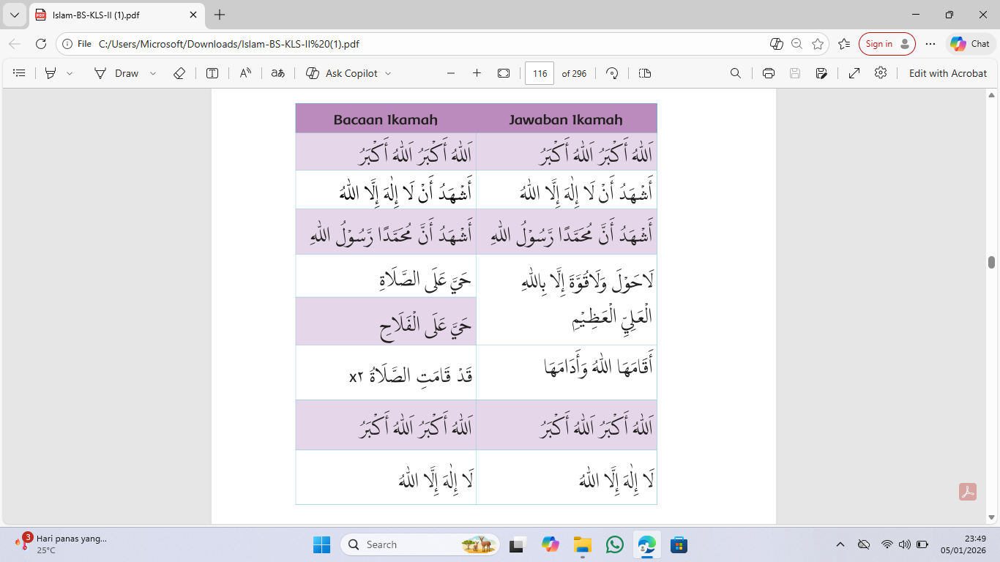 Islam-BS-KLS-II (1).pdf
File C:/Users/Microsoft/Downloads/Islam-BS-KLS-II%20(1).pdf
Sign in
Chat
Draw
Ask Copilot
116 of 296
Edit with Acrobat
Bacaan Ikamah Jawaban Ikamah
اَللهُ أَكْبَرُ اَللهُ أَكْبَرُ
اَللهُ أَكْبَرُ اَللهُ أَكْبَرُ
أَشْهَدُ أَنْ لَا إِلٰهَ إِلَّا اللهُ
أَشْهَدُ أَنْ لَا إِلٰهَ إِلَّا اللهُ
أَشْهَدُ أَنَّ مُحَمَّدًا رَّسُوْلُ اللهِ
أَشْهَدُ أَنَّ مُحَمَّدًا رَّسُوْلُ اللهِ
حَيَّ عَلَى الصَّلَاةِ
لَاحَوْلَ وَلَاقُوَّةَ إِلَّا بِاللهِ
الْعَلِيِّ الْعَظِيْمِ
حَيَّ عَلَى الْفَلَاحِ
قَدْ قَامَتِ الصَّلَاةُ x٢
أَقَامَهَا اللهُ وَأَدَامَهَا
اَللهُ أَكْبَرُ اَللهُ أَكْبَرُ
اَللهُ أَكْبَرُ اَللهُ أَكْبَرُ
لَا إِلٰهَ إِلَّا اللهُ
لَا إِلٰهَ إِلَّا اللهُ
3
Hari panas yang...
25°C
Search
23:49
05/01/2026